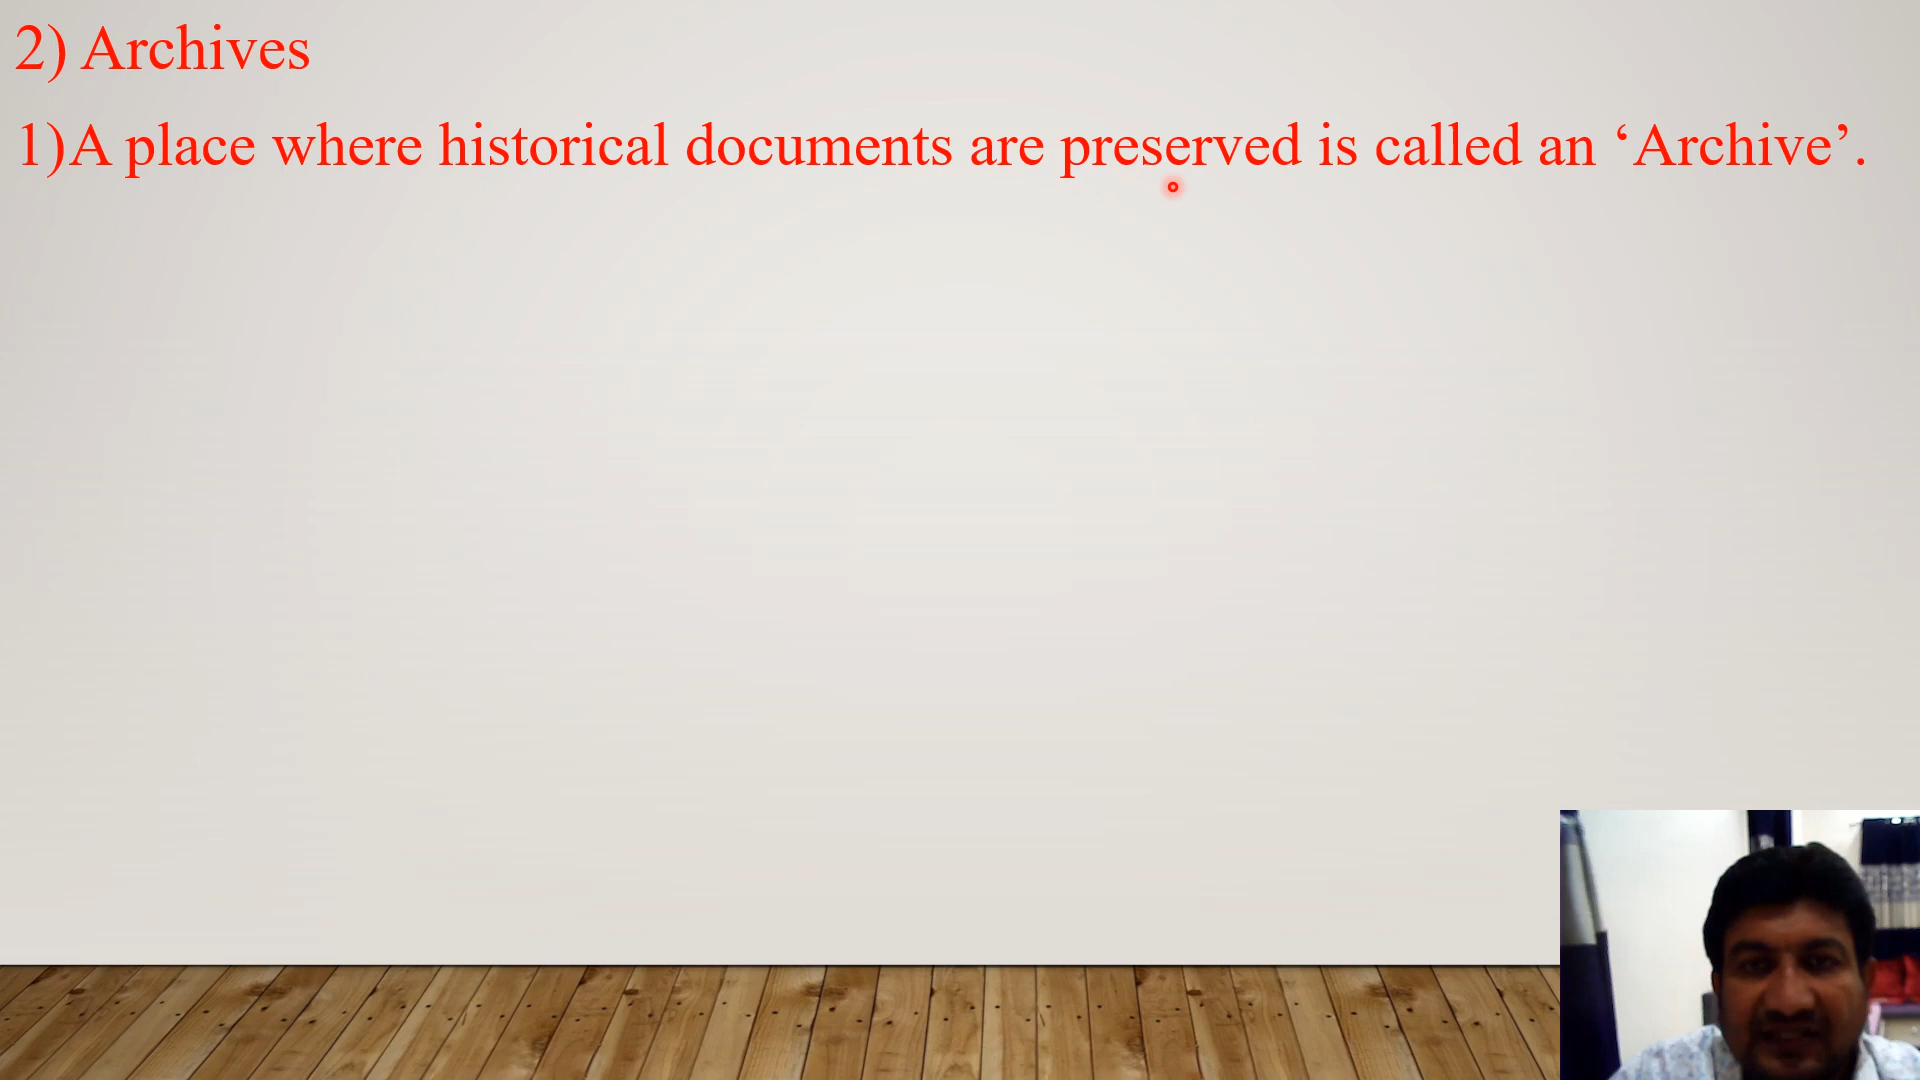 2) Archives
1)A place where historical documents are preserved is called an ‘Archive’.